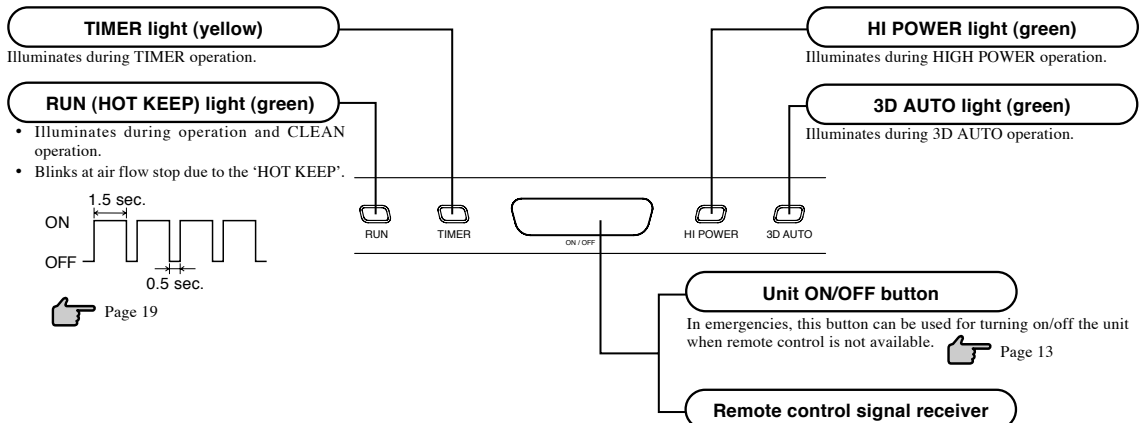 TIMER light (yellow)
Illuminates during TIMER operation.
RUN (HOT KEEP) light (green)
• Illuminates during operation and CLEAN
operation.
• Blinks at air flow stop due to the ‘HOT KEEP’.
1.5 sec.
ON
OFF
0.5 sec.
Page 19
HI POWER light (green)
Illuminates during HIGH POWER operation.
3D AUTO light (green)
Illuminates during 3D AUTO operation.
RUN
TIMER
ON / OFF
HI POWER
3D AUTO
Unit ON/OFF button
In emergencies, this button can be used for turning on/off the unit
when remote control is not available.
Page 13
Remote control signal receiver